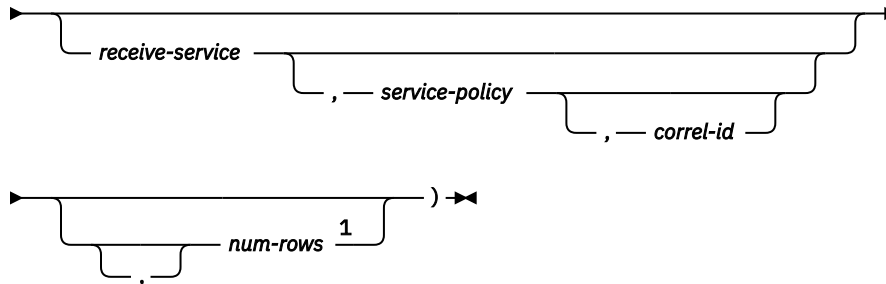 receive-service
, service-policy
, correl-id
)
num-rows 1
,